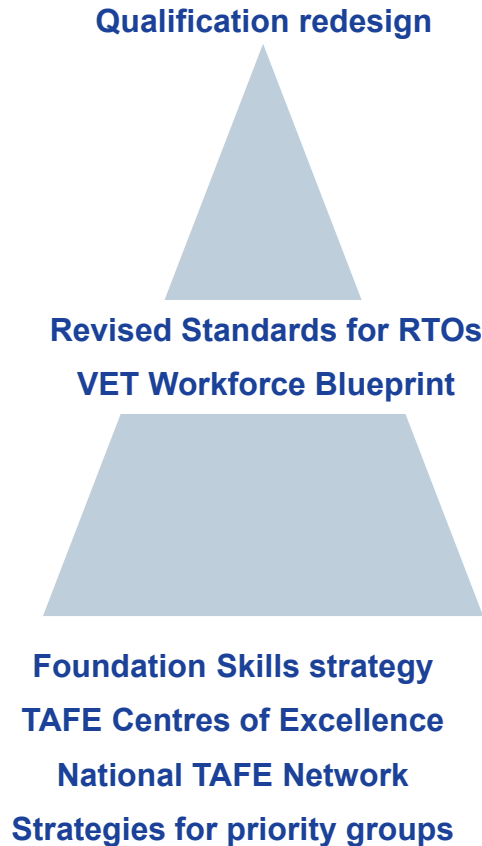 Qualification redesign
Revised Standards for RTOs
VET Workforce Blueprint
Foundation Skills strategy
TAFE Centres of Excellence
National TAFE Network
Strategies for priority groups